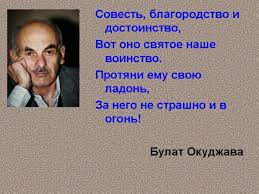 Совесть, благородство и
достоинство,
Вот оно святое наше
воинство.
Протяни ему свою
ладонь,
За него не страшно и в
огонь!
Булат Окуджава